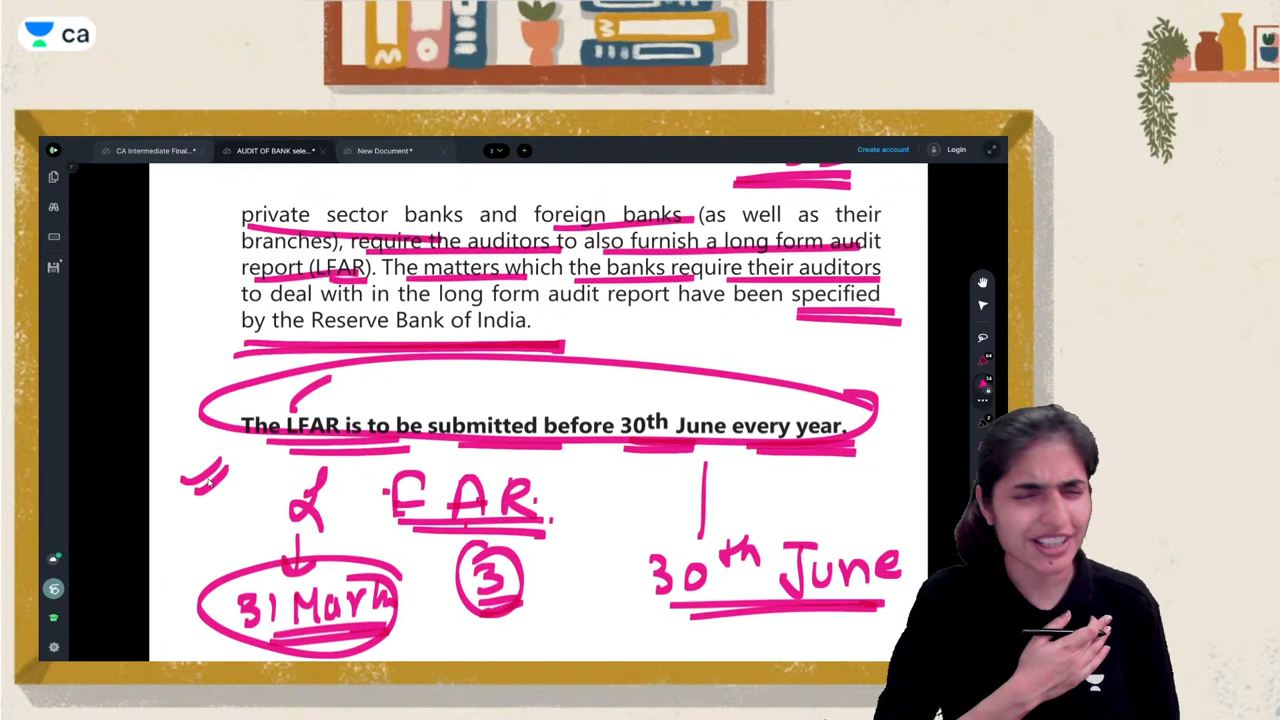 ca
CA Intermediate Final...*
AUDIT OF BANK sele...*
New Document*
Create account
Login
private sector banks and foreign banks (as well as their
branches), require the auditors to also furnish a long form audit
report (LFAR). The matters which the banks require their auditors
to deal with in the long form audit report have been specified
by the Reserve Bank of India.
The LFAR is to be submitted before 30th June every year.
L FAR.
3
30th June
31 March